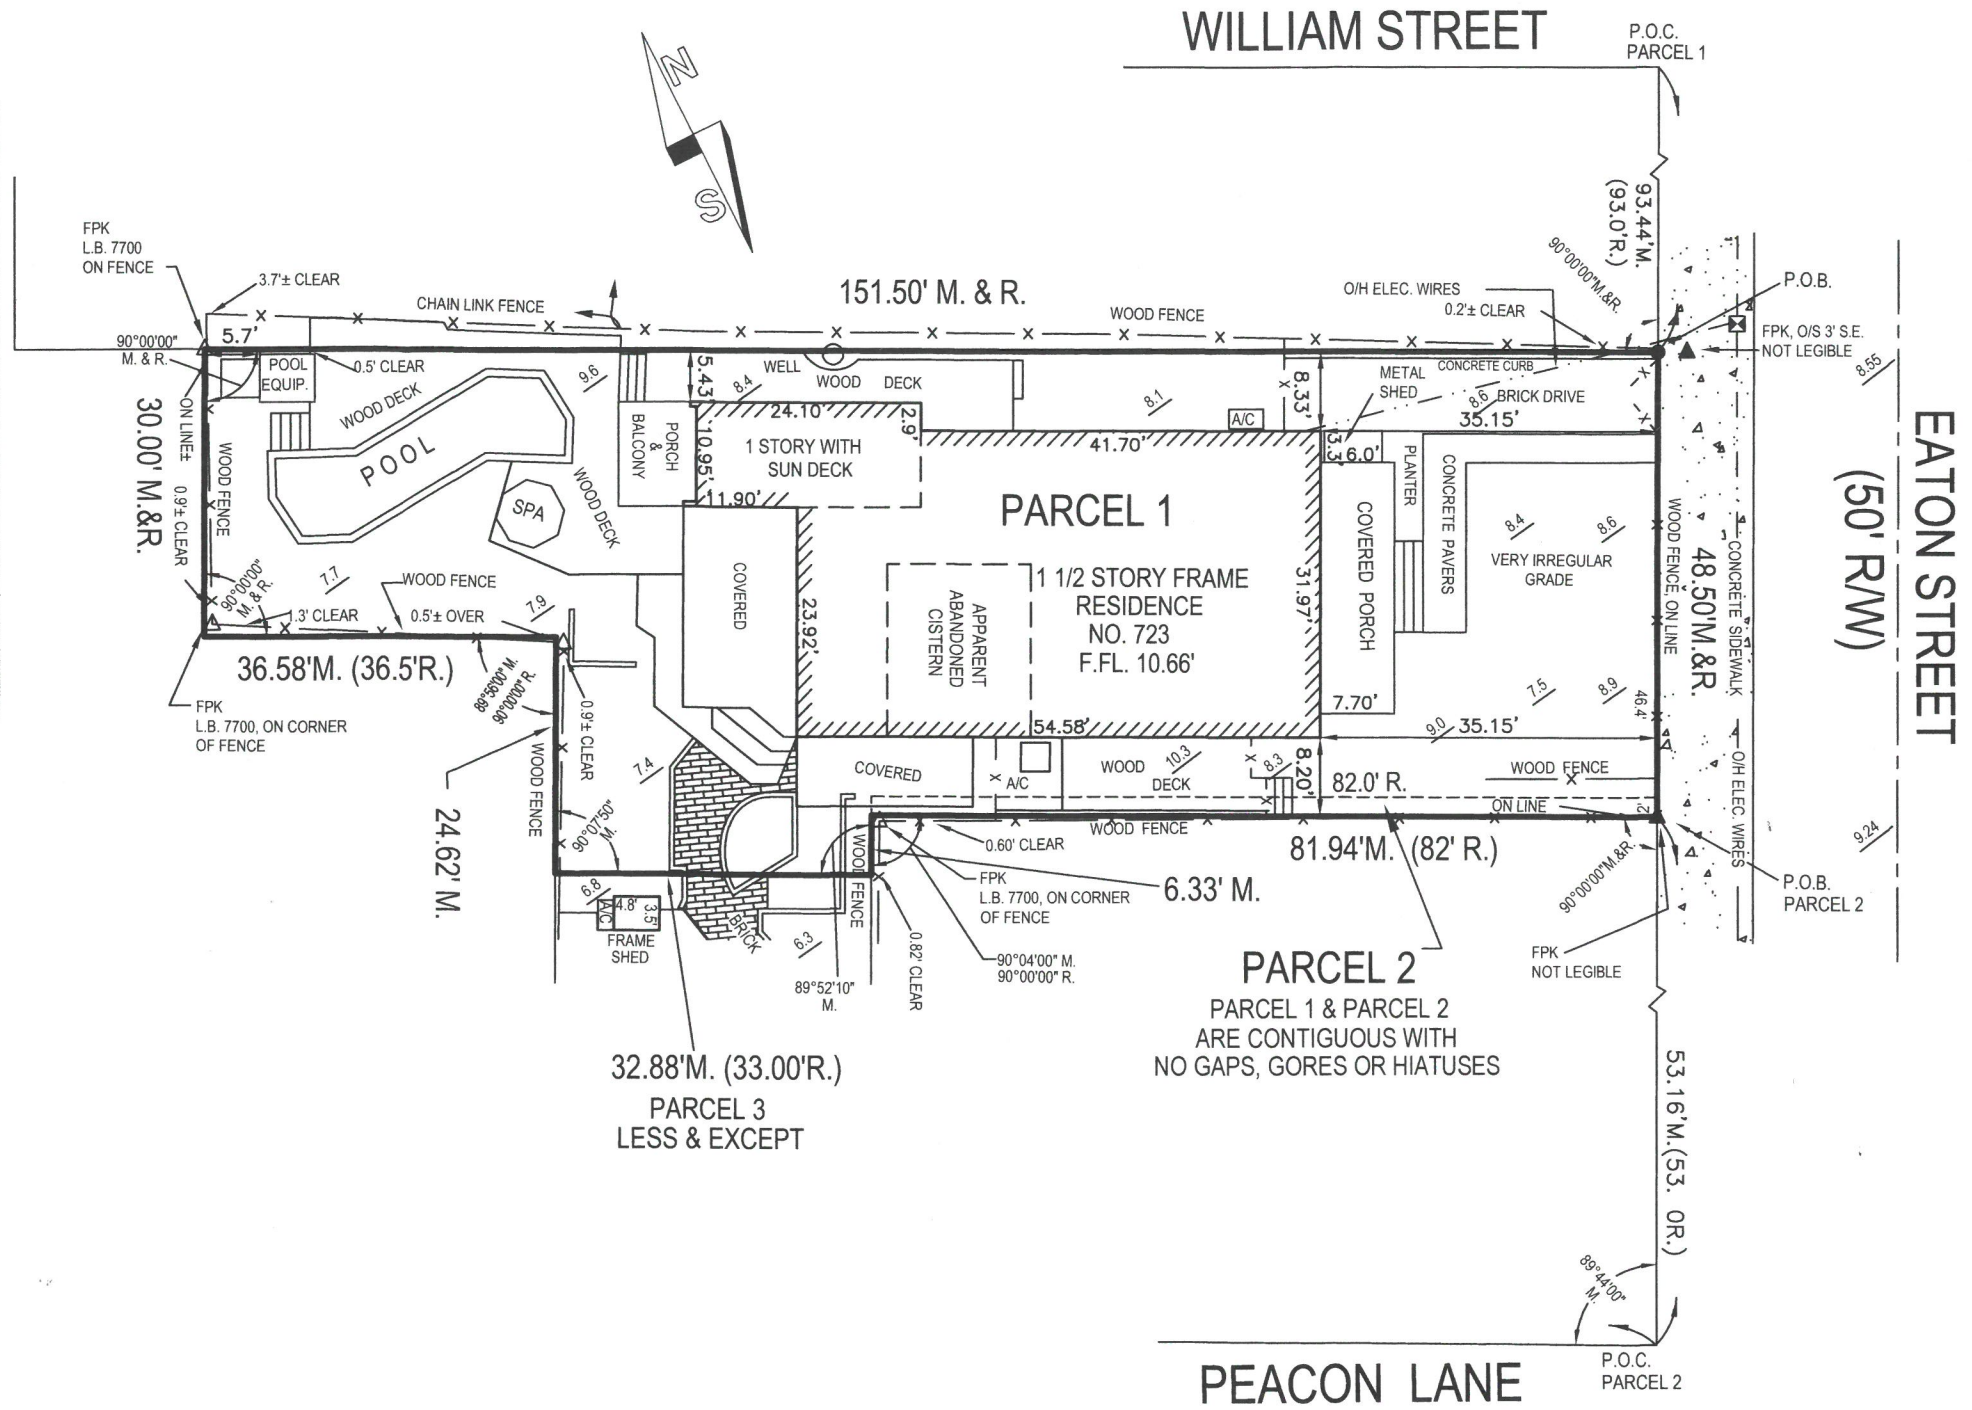 WILLIAM STREET
P.O.C.
PARCEL 1
N
S
93.44'M.
(93.0'R.)
90°00'00"M.&R.
P.O.B.
FPK, O/S 3' S.E.
NOT LEGIBLE
8.55
FPK
L.B. 7700
ON FENCE
3.7'± CLEAR
CHAIN LINK FENCE
151.50' M. & R.
WOOD FENCE
O/H ELEC. WIRES
0.2'± CLEAR
5.7'
90°00'00"
M. & R.
POOL
EQUIP.
0.5' CLEAR
WOOD DECK
9.6
5.43'
8.4
WELL
WOOD DECK
8.1
A/C
8.33'
METAL
SHED
CONCRETE CURB
8.6
BRICK DRIVE
35.15'
30.00' M.&R.
ON LINE±
0.9'± CLEAR
WOOD FENCE
POOL
SPA
WOOD DECK
PORCH
&
BALCONY
24.10'
2.9'
10.95'
1 STORY WITH
SUN DECK
11.90'
41.70'
3.3'
6.0'
PLANTER
CONCRETE PAVERS
COVERED PORCH
PARCEL 1
1 1/2 STORY FRAME
RESIDENCE
NO. 723
F.FL. 10.66'
APPARENT
ABANDONED
CISTERN
31.97'
23.92'
COVERED
8.4
8.6
VERY IRREGULAR
GRADE
7.5
8.9
9.0
46.4'
WOOD FENCE, ON LINE
48.50'M.&R.
CONCRETE SIDEWALK
O/H ELEC. WIRES
EATON STREET
(50' R/W)
90°00'00"
M. & R.
7.7
WOOD FENCE
1.3' CLEAR
0.5'± OVER
7.9
36.58'M. (36.5'R.)
FPK
L.B. 7700, ON CORNER
OF FENCE
89°56'00" M.
90°00'00" R.
0.9'± CLEAR
WOOD FENCE
24.62' M.
7.4
90°07'50"
M.
54.58'
7.70'
35.15'
COVERED
A/C
WOOD
DECK
10.3
8.3
8.20'
82.0' R.
WOOD FENCE
ON LINE
.2'
9.24
WOOD FENCE
0.60' CLEAR
81.94'M. (82' R.)
90°00'00"M.&R.
P.O.B.
PARCEL 2
FPK
NOT LEGIBLE
WOOD FENCE
FPK
L.B. 7700, ON CORNER
OF FENCE
6.33' M.
6.8
A/C
4.8'
3.5'
FRAME
SHED
BRICK
6.3
89°52'10"
M.
0.82' CLEAR
90°04'00" M.
90°00'00" R.
PARCEL 2
PARCEL 1 & PARCEL 2
ARE CONTIGUOUS WITH
NO GAPS, GORES OR HIATUSES
32.88'M. (33.00'R.)
PARCEL 3
LESS & EXCEPT
53.16'M.(53. 0R.)
89°44'00"
M.
P.O.C.
PARCEL 2
PEACON LANE